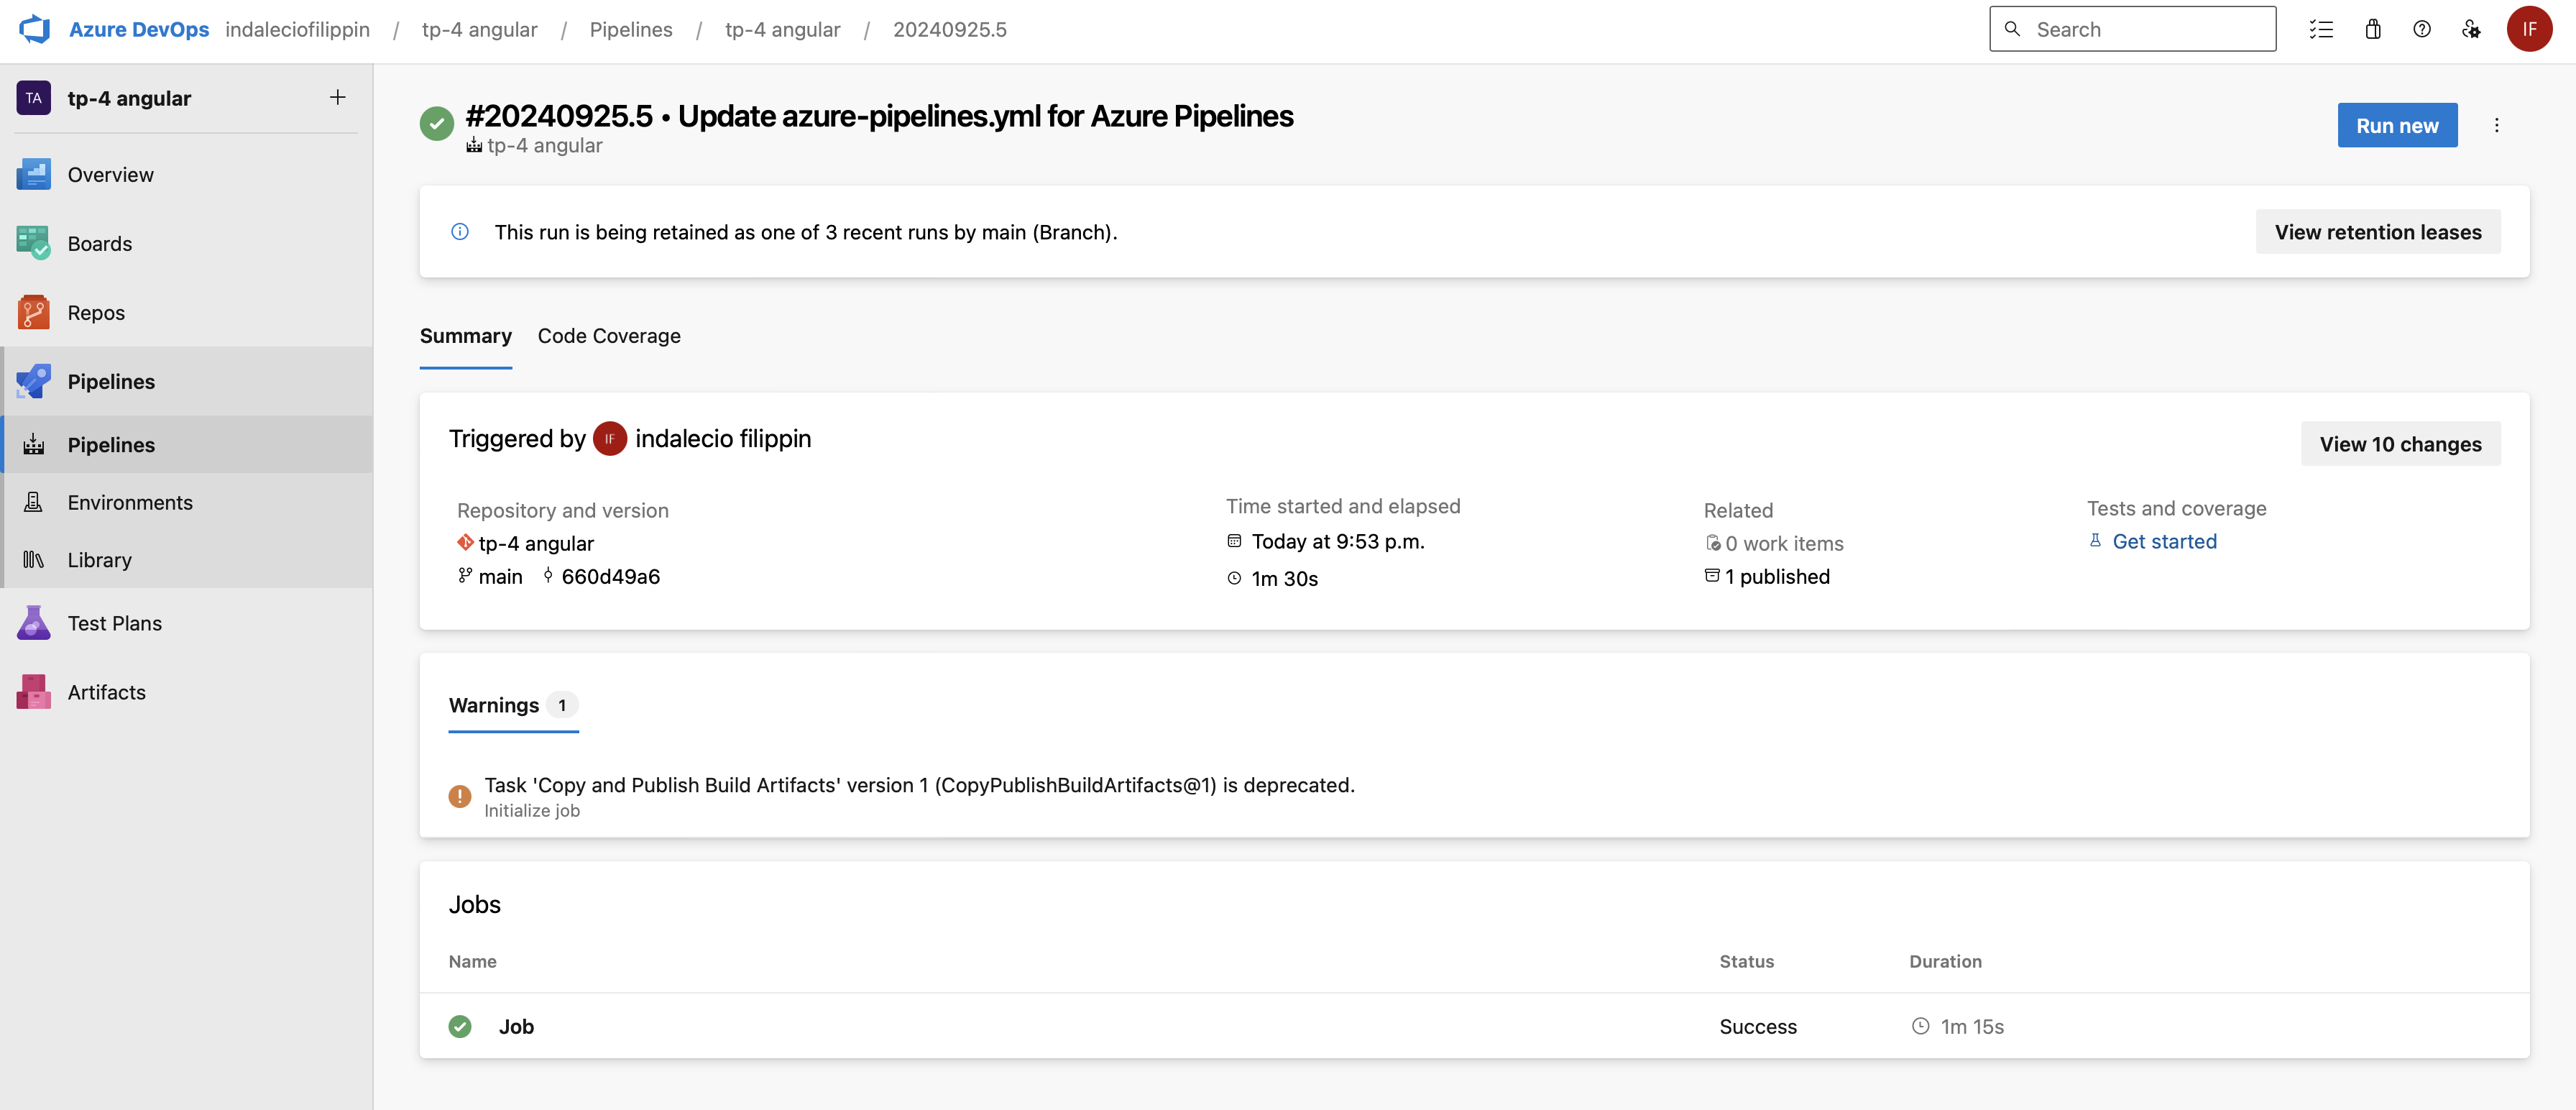 Azure DevOps indaleciofilippin / tp-4 angular / Pipelines / tp-4 angular / 20240925.5
Search
IF
TA tp-4 angular
Overview
Boards
Repos
Pipelines
Pipelines
Environments
Library
Test Plans
Artifacts
#20240925.5 • Update azure-pipelines.yml for Azure Pipelines
tp-4 angular
Run new
This run is being retained as one of 3 recent runs by main (Branch).
View retention leases
Summary Code Coverage
Triggered by IF indalecio filippin
View 10 changes
Repository and version
tp-4 angular
main 660d49a6
Time started and elapsed
Today at 9:53 p.m.
1m 30s
Related
0 work items
1 published
Tests and coverage
Get started
Warnings 1
Task 'Copy and Publish Build Artifacts' version 1 (CopyPublishBuildArtifacts@1) is deprecated.
Initialize job
Jobs
Name Status Duration
Job Success 1m 15s